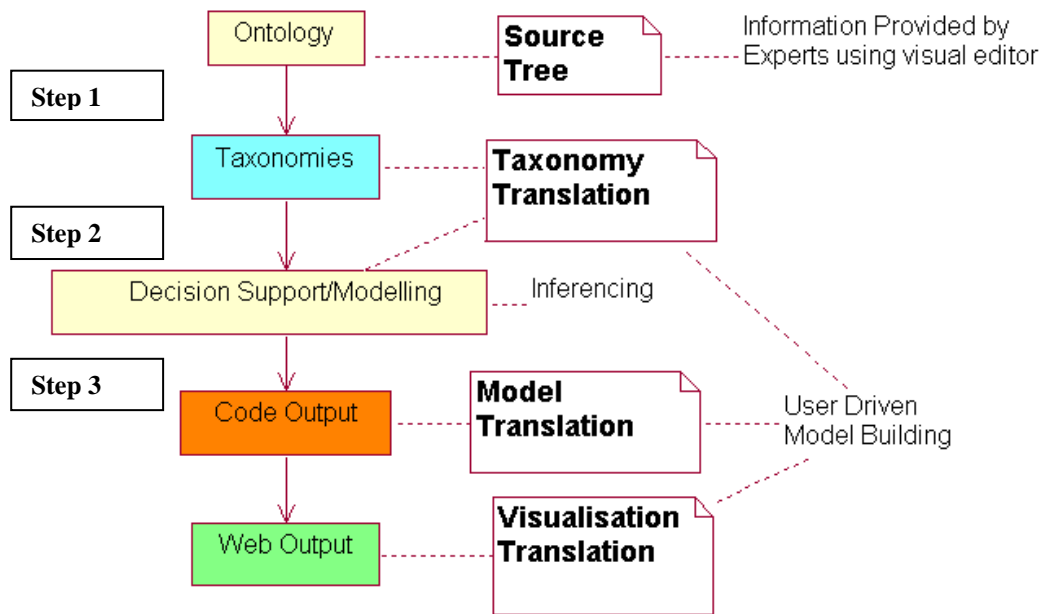 Ontology
Source
Tree
Information Provided by
Experts using visual editor
Step 1
Taxonomies
Taxonomy
Translation
Step 2
Decision Support/Modelling
Inferencing
Step 3
Code Output
Model
Translation
User Driven
Model Building
Web Output
Visualisation
Translation